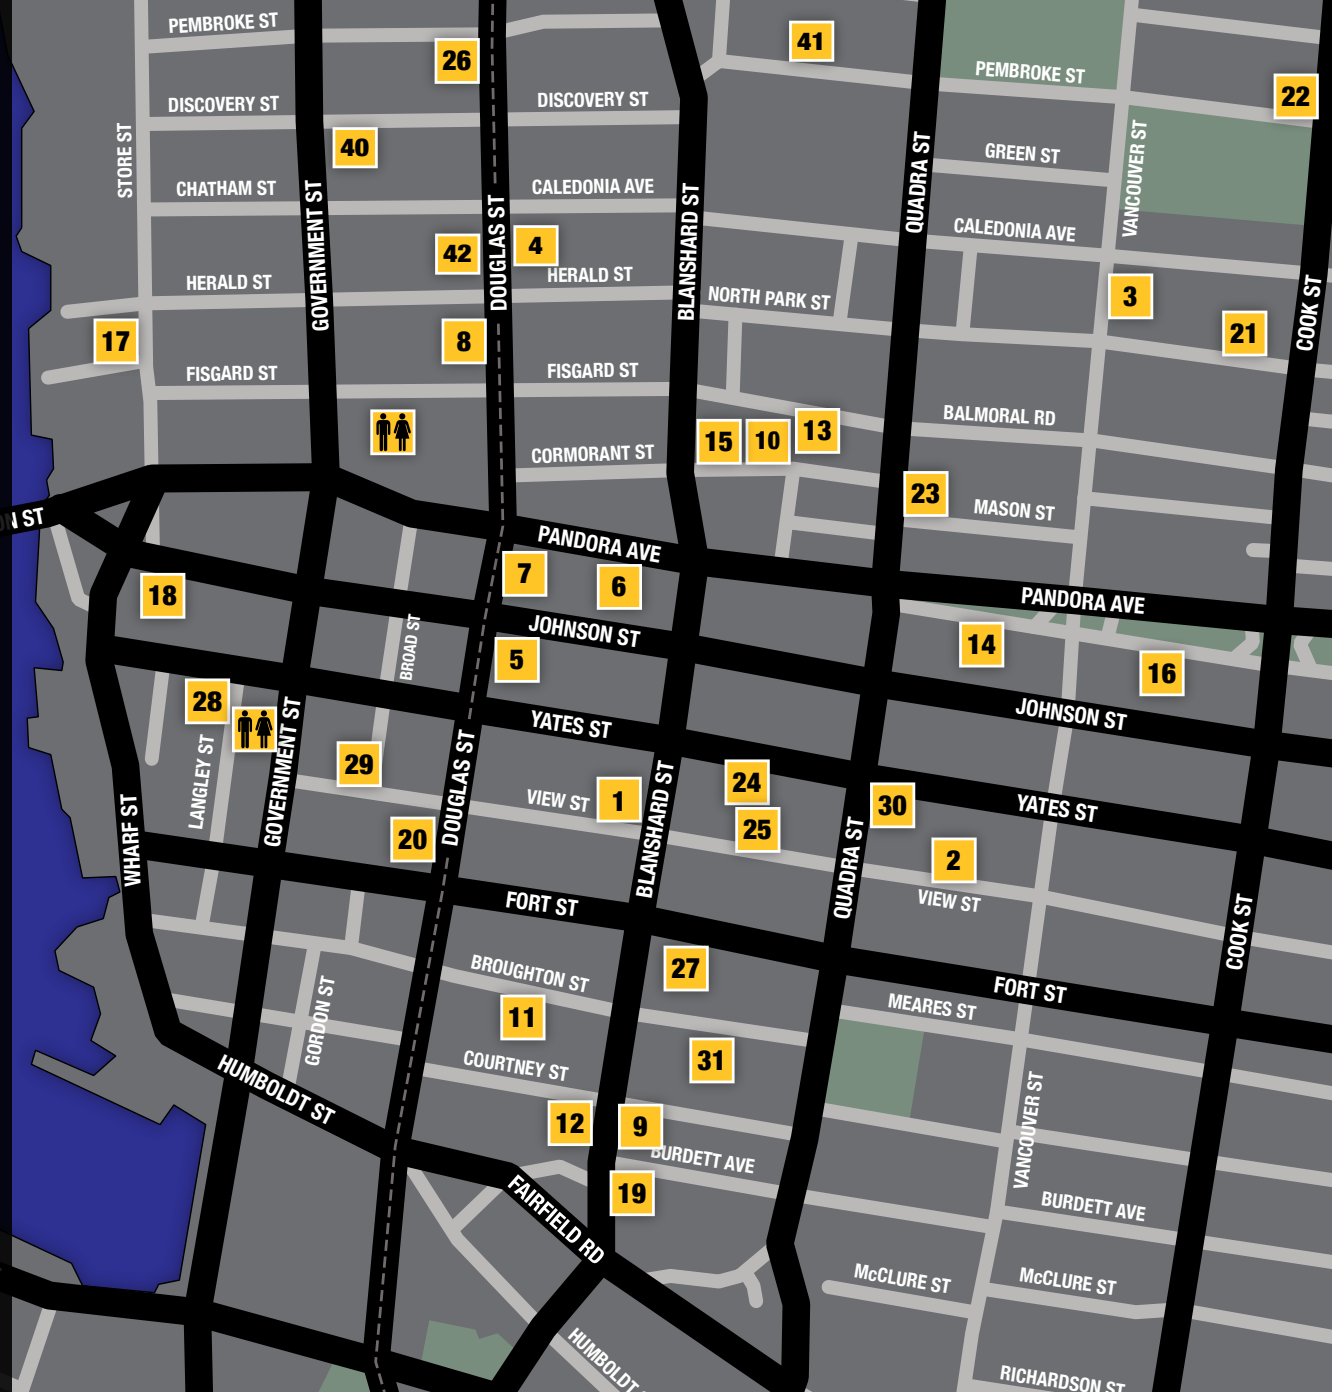 PEMBROKE ST
26
41
PEMBROKE ST
22
DISCOVERY ST
DISCOVERY ST
STORE ST
40
VANCOUVER ST
GREEN ST
QUADRA ST
CHATHAM ST
CALEDONIA AVE
GOVERNMENT ST
DOUGLAS ST
BLANSHARD ST
CALEDONIA AVE
42
4
HERALD ST
HERALD ST
NORTH PARK ST
3
COOK ST
17
8
21
FISGARD ST
FISGARD ST
BALMORAL RD
15
10
13
CORMORANT ST
23
MASON ST
N ST
PANDORA AVE
7
6
18
PANDORA AVE
JOHNSON ST
BROAD ST
5
14
16
28
YATES ST
JOHNSON ST
LANGLEY ST
GOVERNMENT ST
29
DOUGLAS ST
VIEW ST
1
BLANSHARD ST
24
25
30
YATES ST
WHARF ST
20
QUADRA ST
2
VIEW ST
FORT ST
COOK ST
27
BROUGHTON ST
FORT ST
MEARES ST
GORDON ST
11
31
COURTNEY ST
HUMBOLDT ST
VANCOUVER ST
12
9
BURDETT AVE
19
BURDETT AVE
FAIRFIELD RD
McCLURE ST
McCLURE ST
HUMBOLDT
RICHARDSON ST